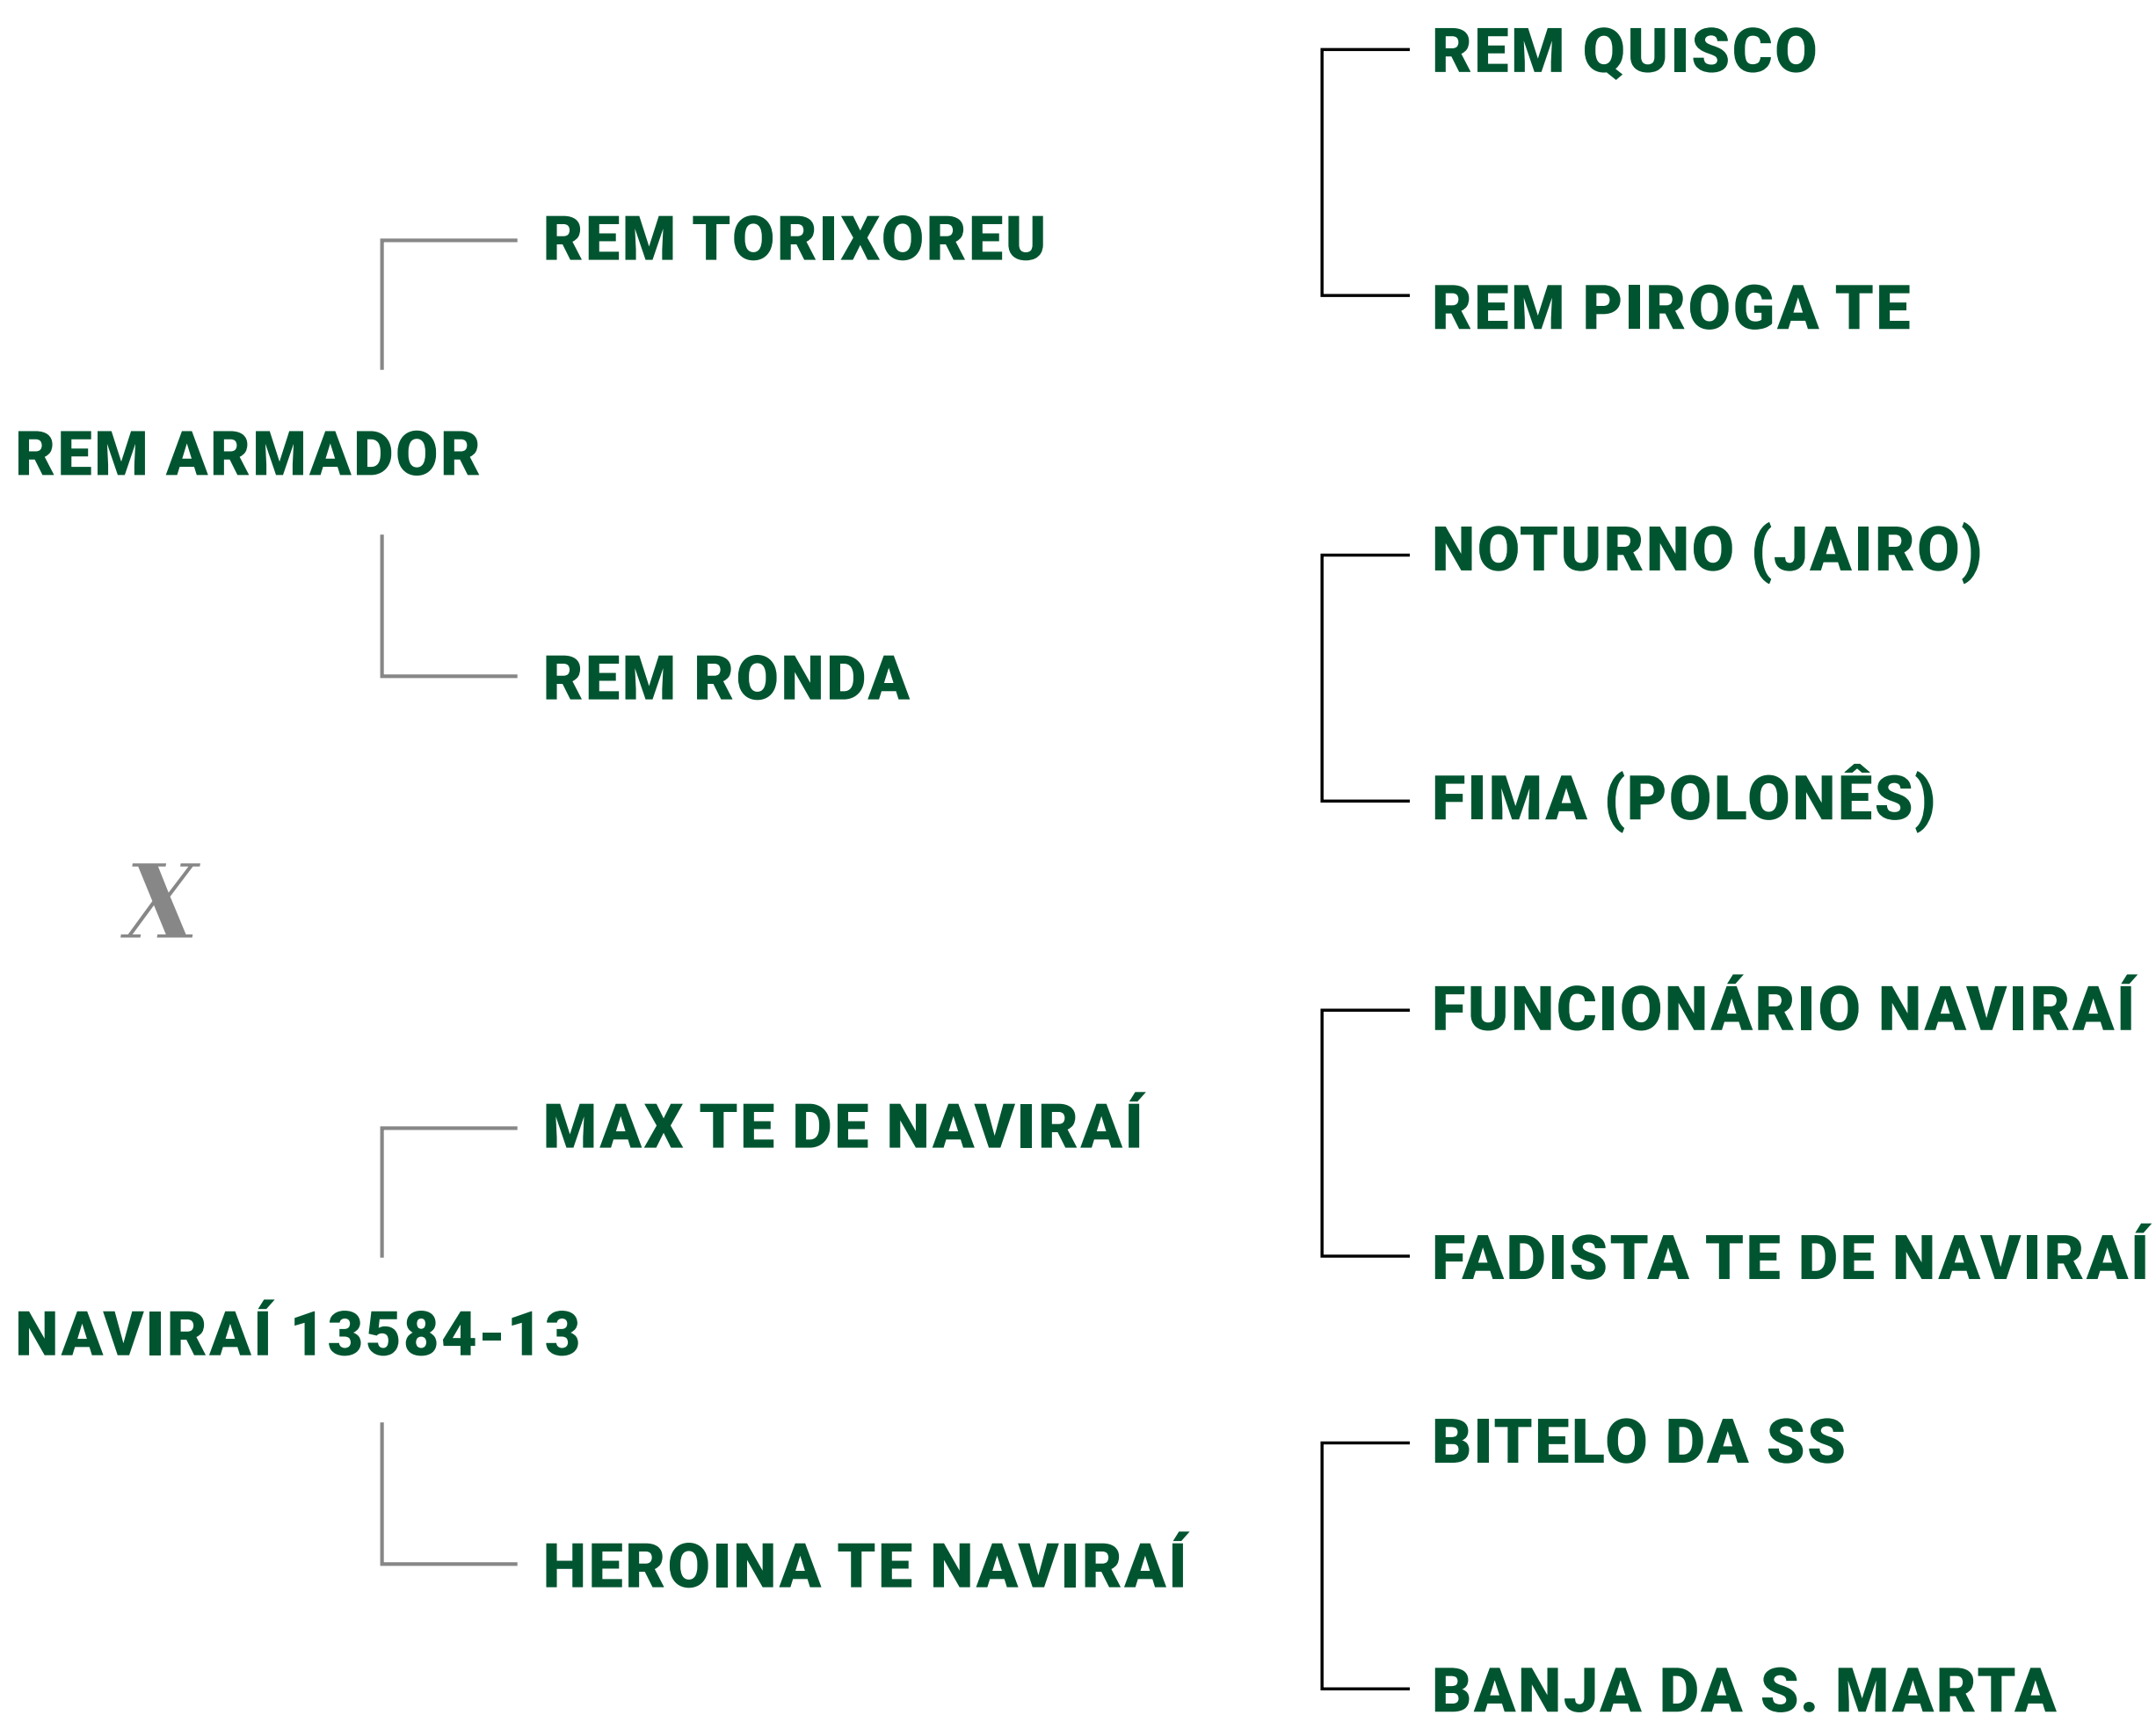 REM QUISCO
REM TORIXOREU
REM PIROGA TE
REM ARMADOR
NOTURNO (JAIRO)
REM RONDA
FIMA (POLONÊS)
X
FUNCIONÁRIO NAVIRAÍ
MAX TE DE NAVIRAÍ
FADISTA TE DE NAVIRAÍ
NAVIRAÍ 13584-13
BITELO DA SS
HEROINA TE NAVIRAÍ
BANJA DA S. MARTA